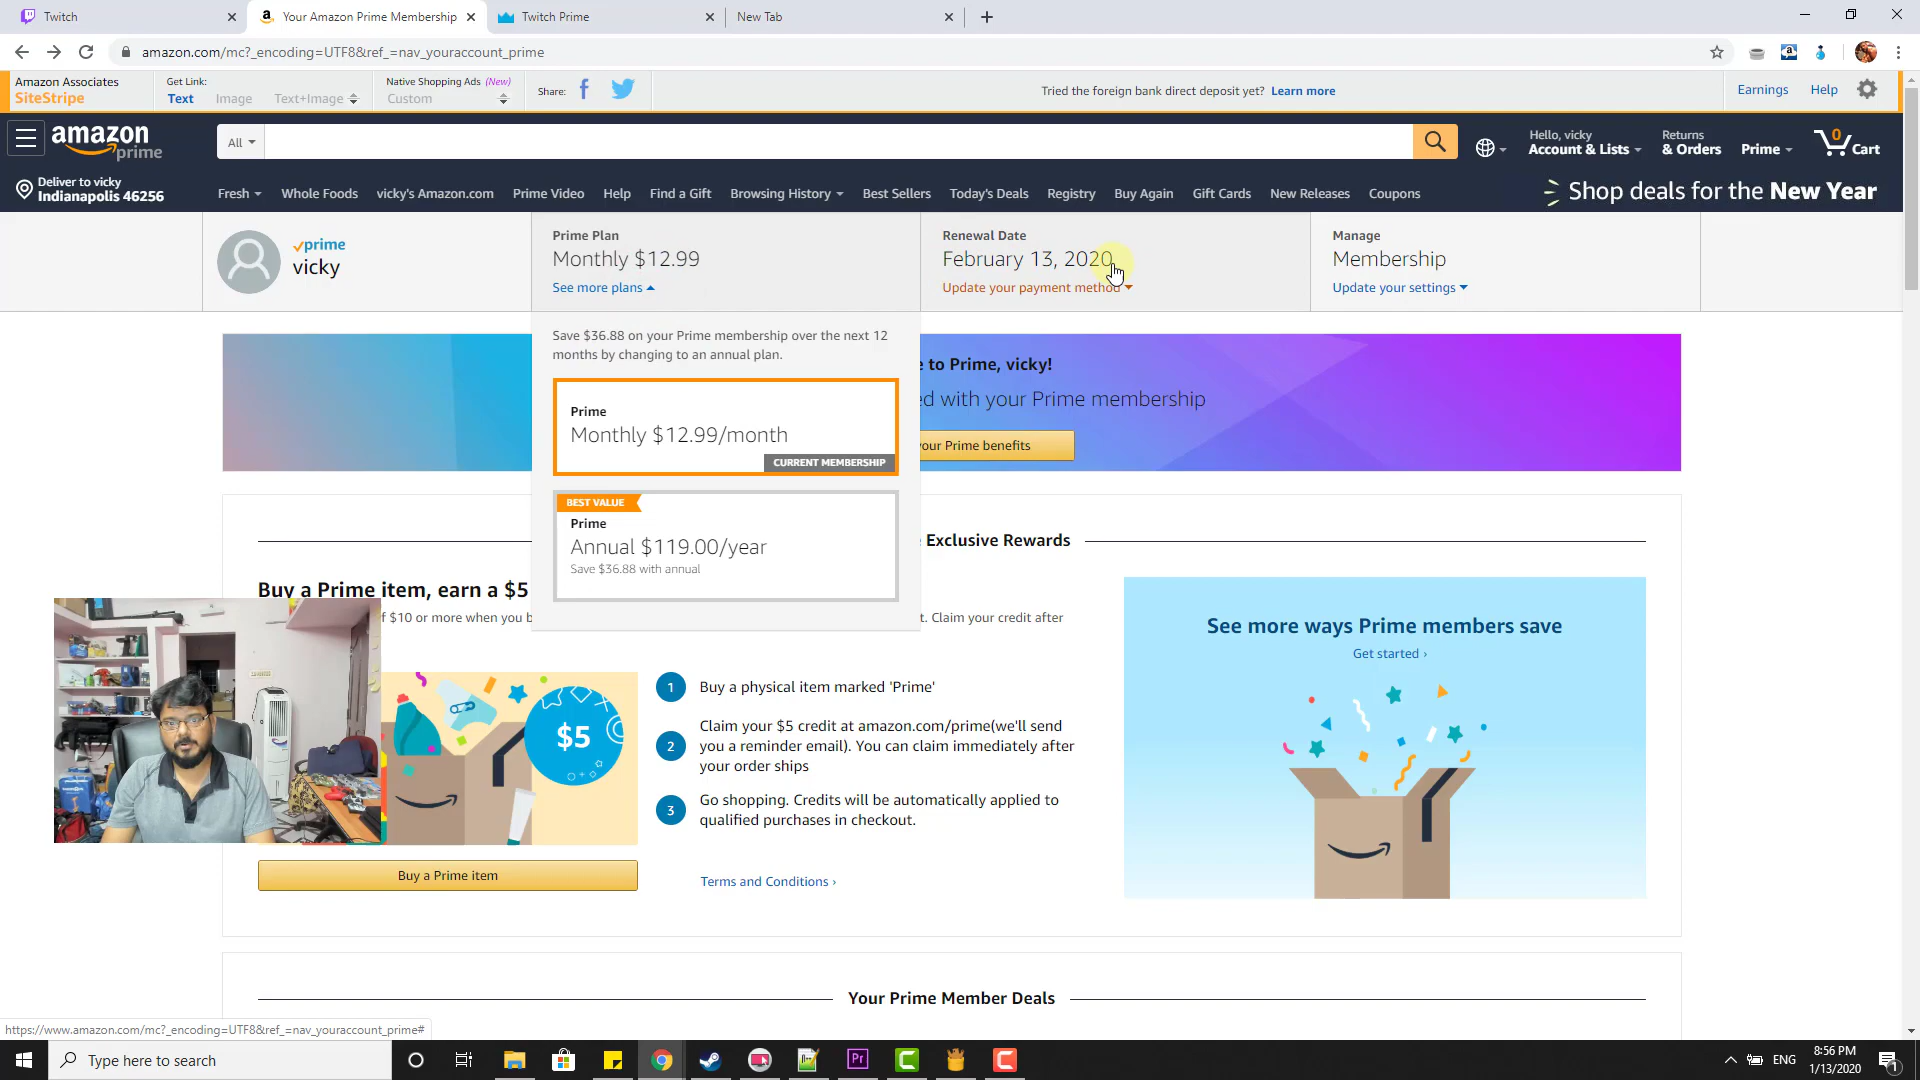 Twitch
Your Amazon Prime Membership
Twitch Prime
New Tab
amazon.com/mc?_encoding=UTF8&ref_=nav_youraccount_prime
Amazon Associates
SiteStripe
Get Link:
Text Image Text+Image
Native Shopping Ads (New)
Custom
Share:
Tried the foreign bank direct deposit yet? Learn more
Earnings Help
amazon
prime
All
Hello, vicky
Account & Lists
Returns
& Orders
Prime
0
Cart
Deliver to vicky
Indianapolis 46256
Fresh Whole Foods vicky's Amazon.com Prime Video Help Find a Gift Browsing History Best Sellers Today's Deals Registry Buy Again Gift Cards New Releases Coupons
Shop deals for the New Year
prime
vicky
Prime Plan
Monthly $12.99
See more plans
Renewal Date
February 13, 2020
Update your payment method
Manage
Membership
Update your settings
Save $36.88 on your Prime membership over the next 12
months by changing to an annual plan.
Prime
Monthly $12.99/month
CURRENT MEMBERSHIP
BEST VALUE
Prime
Annual $119.00/year
Save $36.88 with annual
e to Prime, vicky!
ed with your Prime membership
your Prime benefits
Exclusive Rewards
Buy a Prime item, earn a $5
f $10 or more when you b
t. Claim your credit after
$5
1 Buy a physical item marked 'Prime'
2 Claim your $5 credit at amazon.com/prime(we'll send
you a reminder email). You can claim immediately after
your order ships
3 Go shopping. Credits will be automatically applied to
qualified purchases in checkout.
Buy a Prime item
Terms and Conditions ›
See more ways Prime members save
Get started ›
Your Prime Member Deals
https://www.amazon.com/mc?_encoding=UTF8&ref_=nav_youraccount_prime#
Type here to search
Pr
ENG
8:56 PM
1/13/2020
1